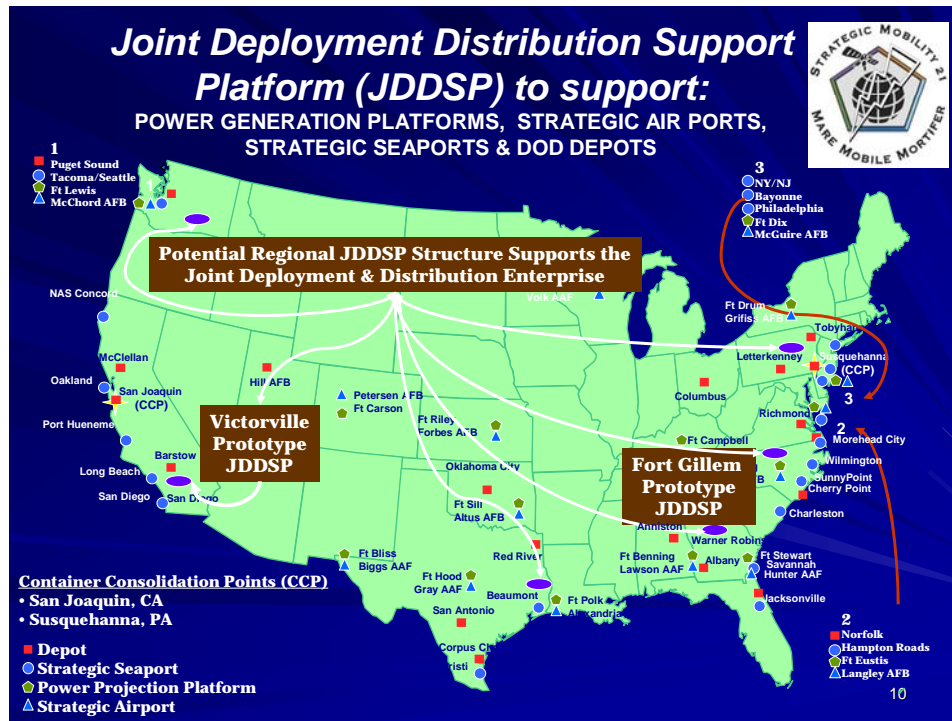 Joint Deployment Distribution Support
Platform (JDDSP) to support:
POWER GENERATION PLATFORMS, STRATEGIC AIR PORTS,
STRATEGIC SEAPORTS & DOD DEPOTS
STRATEGIC MOBILITY 21
MARE MOBILE MORTIFER
1
Puget Sound
Tacoma/Seattle
Ft Lewis
McChord AFB
1
3
NY/NJ
Bayonne
Philadelphia
Ft Dix
McGuire AFB
Potential Regional JDDSP Structure Supports the
Joint Deployment & Distribution Enterprise
Volk AAF
NAS Concord
Ft Drum
Grifiss AFB
Tobyhan
McClellan
Letterkenney
Susquehanna
(CCP)
Oakland
San Joaquin
(CCP)
Hill AFB
Petersen AFB
Ft Carson
Columbus
3
Richmond
2
Port Hueneme
Victorville
Prototype
JDDSP
Ft Riley
Forbes AFB
Ft Campbell
Morehead City
Barstow
Oklahoma City
Fort Gillem
Prototype
JDDSP
Wilmington
SunnyPoint
Cherry Point
Long Beach
San Diego
San Diego
Ft Sill
Altus AFB
Charleston
Anniston
Warner Robins
Red River
Ft Bliss
Biggs AAF
Ft Benning
Lawson AAF
Albany
Ft Stewart
Savannah
Hunter AAF
Ft Hood
Gray AAF
Beaumont
Ft Polk
Alexandria
Jacksonville
San Antonio
Corpus Ch
risti
Container Consolidation Points (CCP)
• San Joaquin, CA
• Susquehanna, PA
Depot
Strategic Seaport
Power Projection Platform
Strategic Airport
2
Norfolk
Hampton Roads
Ft Eustis
Langley AFB
10